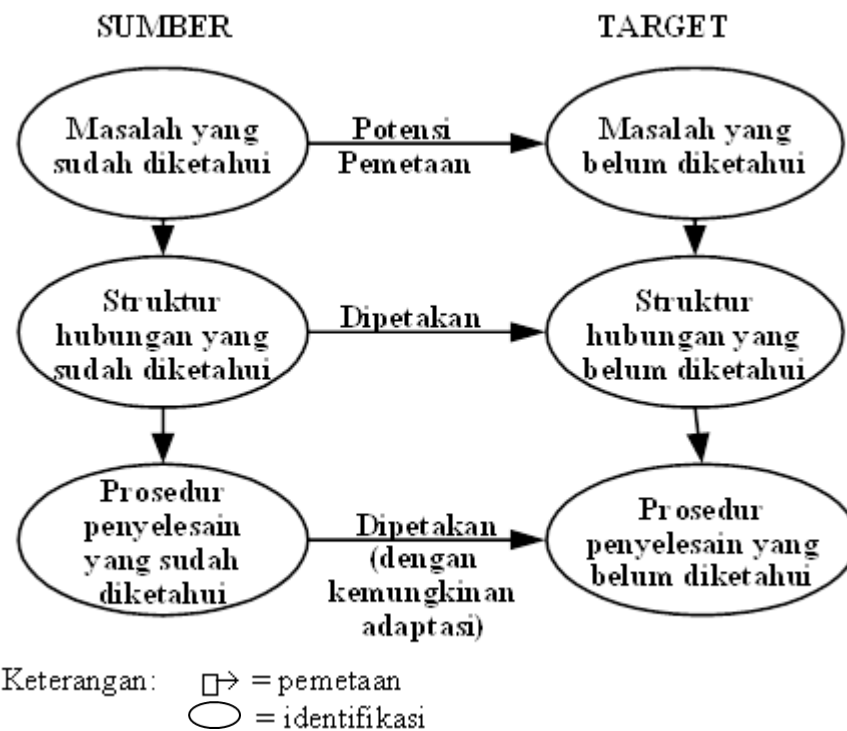 SUMBER
TARGET
Masalah yang
sudah diketahui
Potensi
Pemetaan
Masalah yang
belum diketahui
Struktur
hubungan yang
sudah diketahui
Dipetakan
Struktur
hubungan yang
belum diketahui
Prosedur
penyelesain
yang sudah
diketahui
Dipetakan
(dengan
kemungkinan
adaptasi)
Prosedur
penyelesain yang
belum diketahui
Keterangan:
= pemetaan
= identifikasi